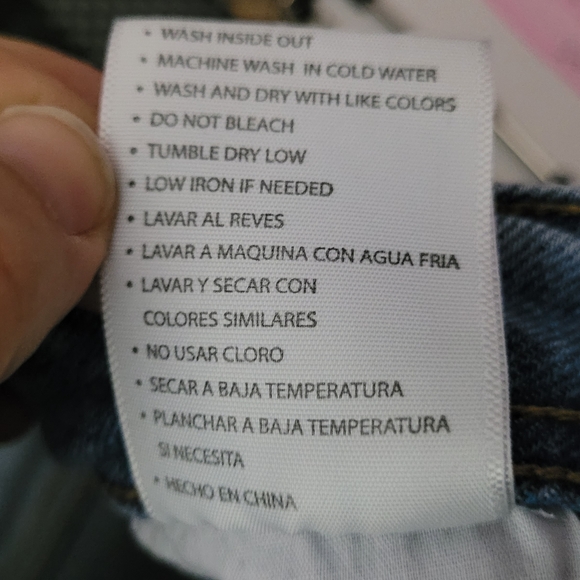 • WASH INSIDE OUT
• MACHINE WASH IN COLD WATER
• WASH AND DRY WITH LIKE COLORS
• DO NOT BLEACH
• TUMBLE DRY LOW
• LOW IRON IF NEEDED
• LAVAR AL REVES
• LAVAR A MAQUINA CON AGUA FRIA
• LAVAR Y SECAR CON
COLORES SIMILARES
• NO USAR CLORO
• SECAR A BAJA TEMPERATURA
• PLANCHAR A BAJA TEMPERATURA
SI NECESITA
• HECHO EN CHINA